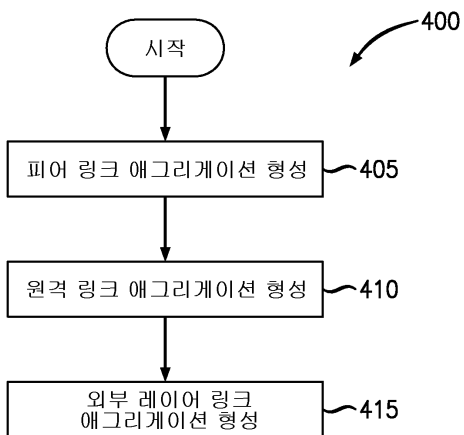 400
시작
피어 링크 애그리게이션 형성
405
원격 링크 애그리게이션 형성
410
외부 레이어 링크
애그리게이션 형성
415